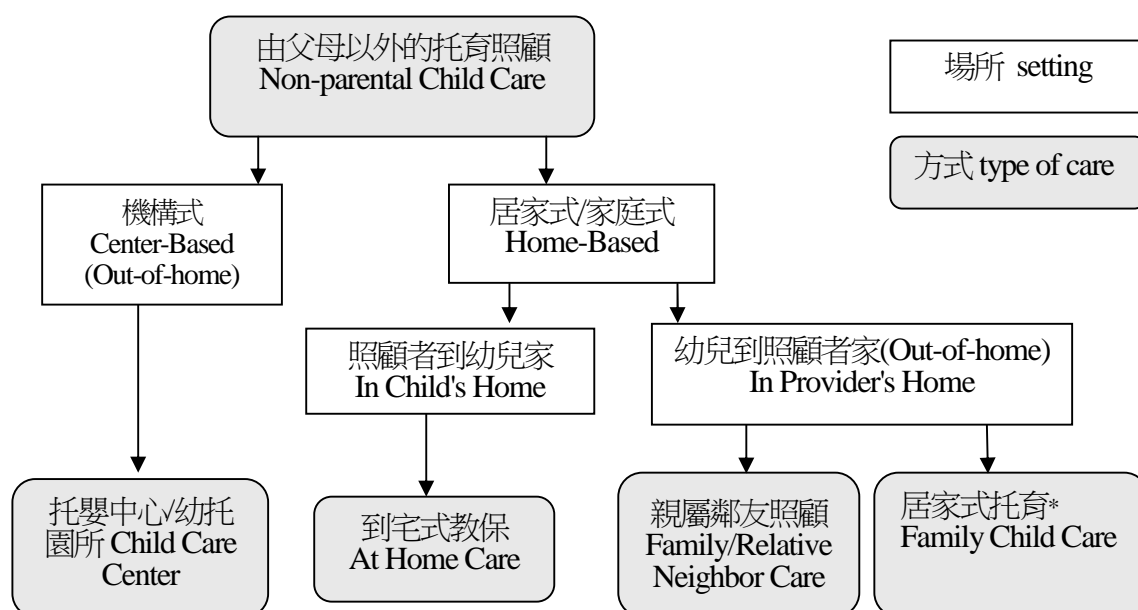 由父母以外的托育照顧
Non-parental Child Care
場所 setting
方式 type of care
機構式
Center-Based
(Out-of-home)
居家式/家庭式
Home-Based
照顧者到幼兒家
In Child's Home
幼兒到照顧者家(Out-of-home)
In Provider's Home
托嬰中心/幼托
園所 Child Care
Center
到宅式教保
At Home Care
親屬鄰友照顧
Family/Relative
Neighbor Care
居家式托育*
Family Child Care